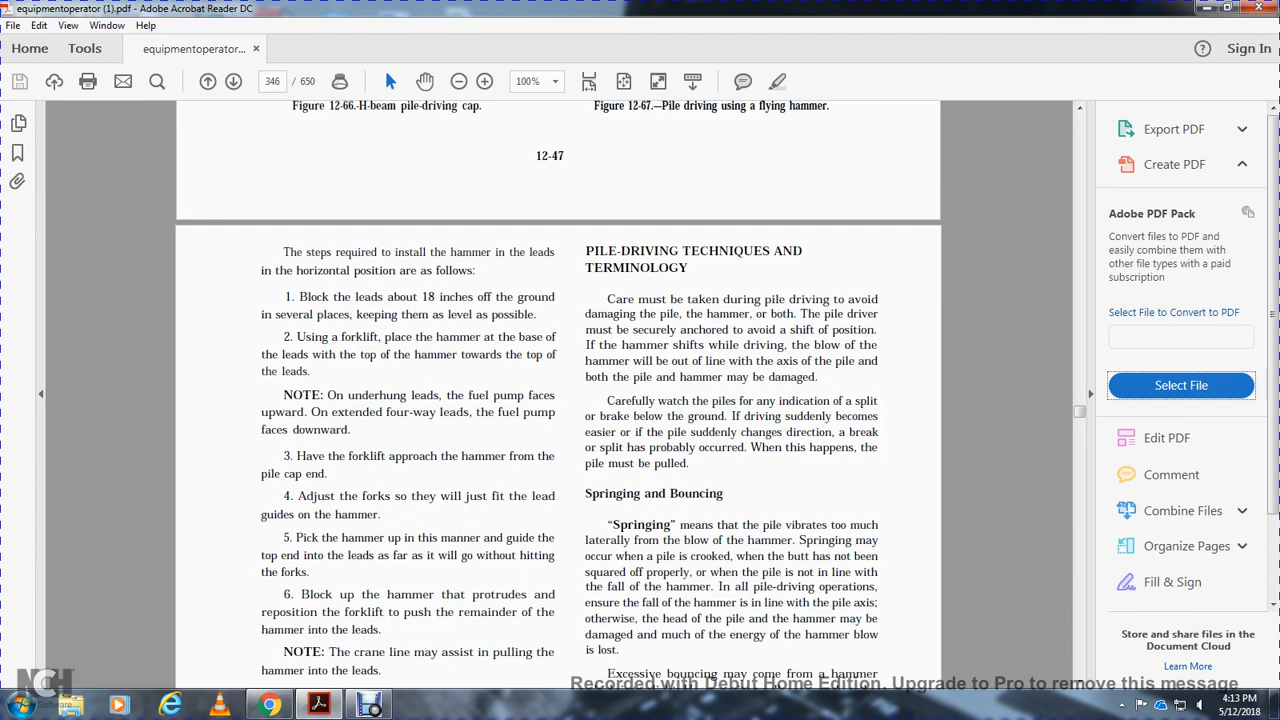 equipmentoperator (1).pdf - Adobe Acrobat Reader DC
File Edit View Window Help
Home Tools equipmentoperator... × Sign In
346 / 650 100%
Figure 12-66.-H-beam pile-driving cap.
Figure 12-67.—Pile driving using a flying hammer.
12-47
The steps required to install the hammer in the leads
in the horizontal position are as follows:
1. Block the leads about 18 inches off the ground
in several places, keeping them as level as possible.
2. Using a forklift, place the hammer at the base of
the leads with the top of the hammer towards the top of
the leads.
NOTE: On underhung leads, the fuel pump faces
upward. On extended four-way leads, the fuel pump
faces downward.
3. Have the forklift approach the hammer from the
pile cap end.
4. Adjust the forks so they will just fit the lead
guides on the hammer.
5. Pick the hammer up in this manner and guide the
top end into the leads as far as it will go without hitting
the forks.
6. Block up the hammer that protrudes and
reposition the forklift to push the remainder of the
hammer into the leads.
NOTE: The crane line may assist in pulling the
hammer into the leads.
PILE-DRIVING TECHNIQUES AND
TERMINOLOGY
Care must be taken during pile driving to avoid
damaging the pile, the hammer, or both. The pile driver
must be securely anchored to avoid a shift of position.
If the hammer shifts while driving, the blow of the
hammer will be out of line with the axis of the pile and
both the pile and hammer may be damaged.
Carefully watch the piles for any indication of a split
or brake below the ground. If driving suddenly becomes
easier or if the pile suddenly changes direction, a break
or split has probably occurred. When this happens, the
pile must be pulled.
Springing and Bouncing
“Springing” means that the pile vibrates too much
laterally from the blow of the hammer. Springing may
occur when a pile is crooked, when the butt has not been
squared off properly, or when the pile is not in line with
the fall of the hammer. In all pile-driving operations,
ensure the fall of the hammer is in line with the pile axis;
otherwise, the head of the pile and the hammer may be
damaged and much of the energy of the hammer blow
is lost.
Excessive bouncing may come from a hammer
Export PDF
Create PDF
Adobe PDF Pack
Convert files to PDF and
easily combine them with
other file types with a paid
subscription
Select File to Convert to PDF
Select File
Edit PDF
Comment
Combine Files
Organize Pages
Fill & Sign
Store and share files in the
Document Cloud
Learn More
Recorded with Debut Home Edition. Upgrade to Pro to remove this message
NCH
Software
4:13 PM
5/12/2018